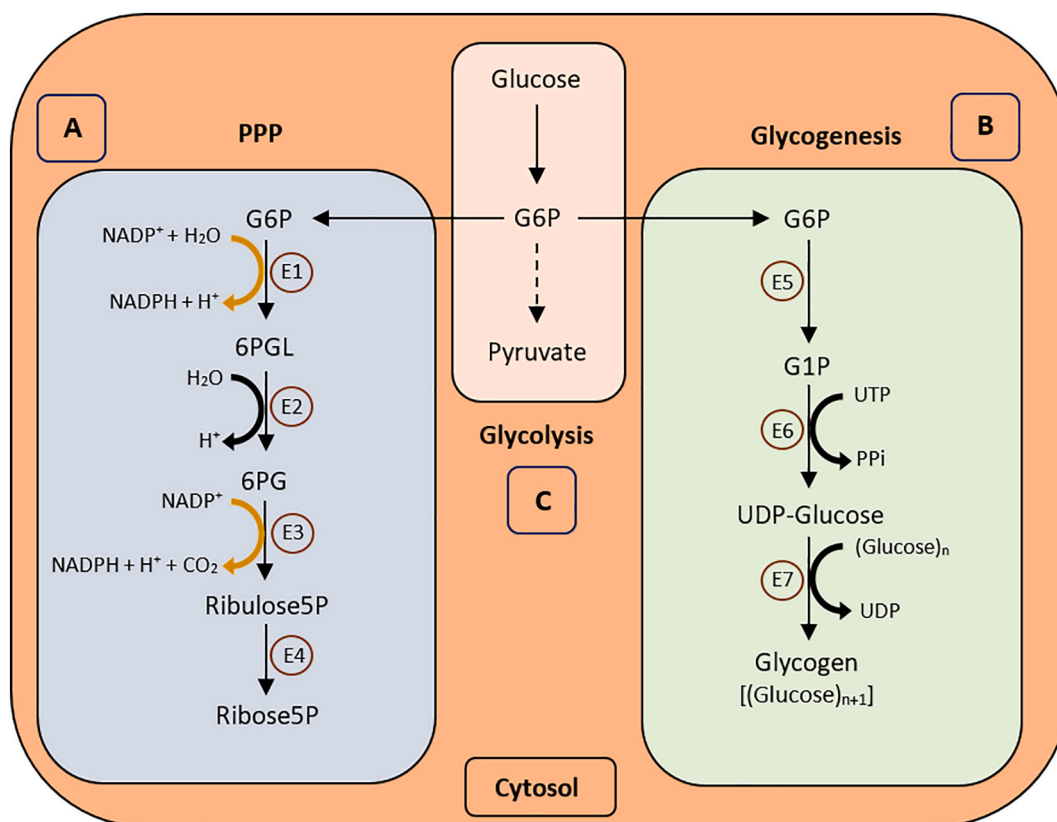 A
PPP
G6P
NADP⁺ + H₂O
E1
NADPH + H⁺
6PGL
H₂O
E2
H⁺
6PG
NADP⁺
E3
NADPH + H⁺ + CO₂
Ribulose5P
E4
Ribose5P
Glucose
G6P
Pyruvate
Glycolysis
C
Cytosol
Glycogenesis
B
G6P
E5
G1P
UTP
E6
PPi
UDP-Glucose
(Glucose)ₙ
E7
UDP
Glycogen
[(Glucose)ₙ₊₁]